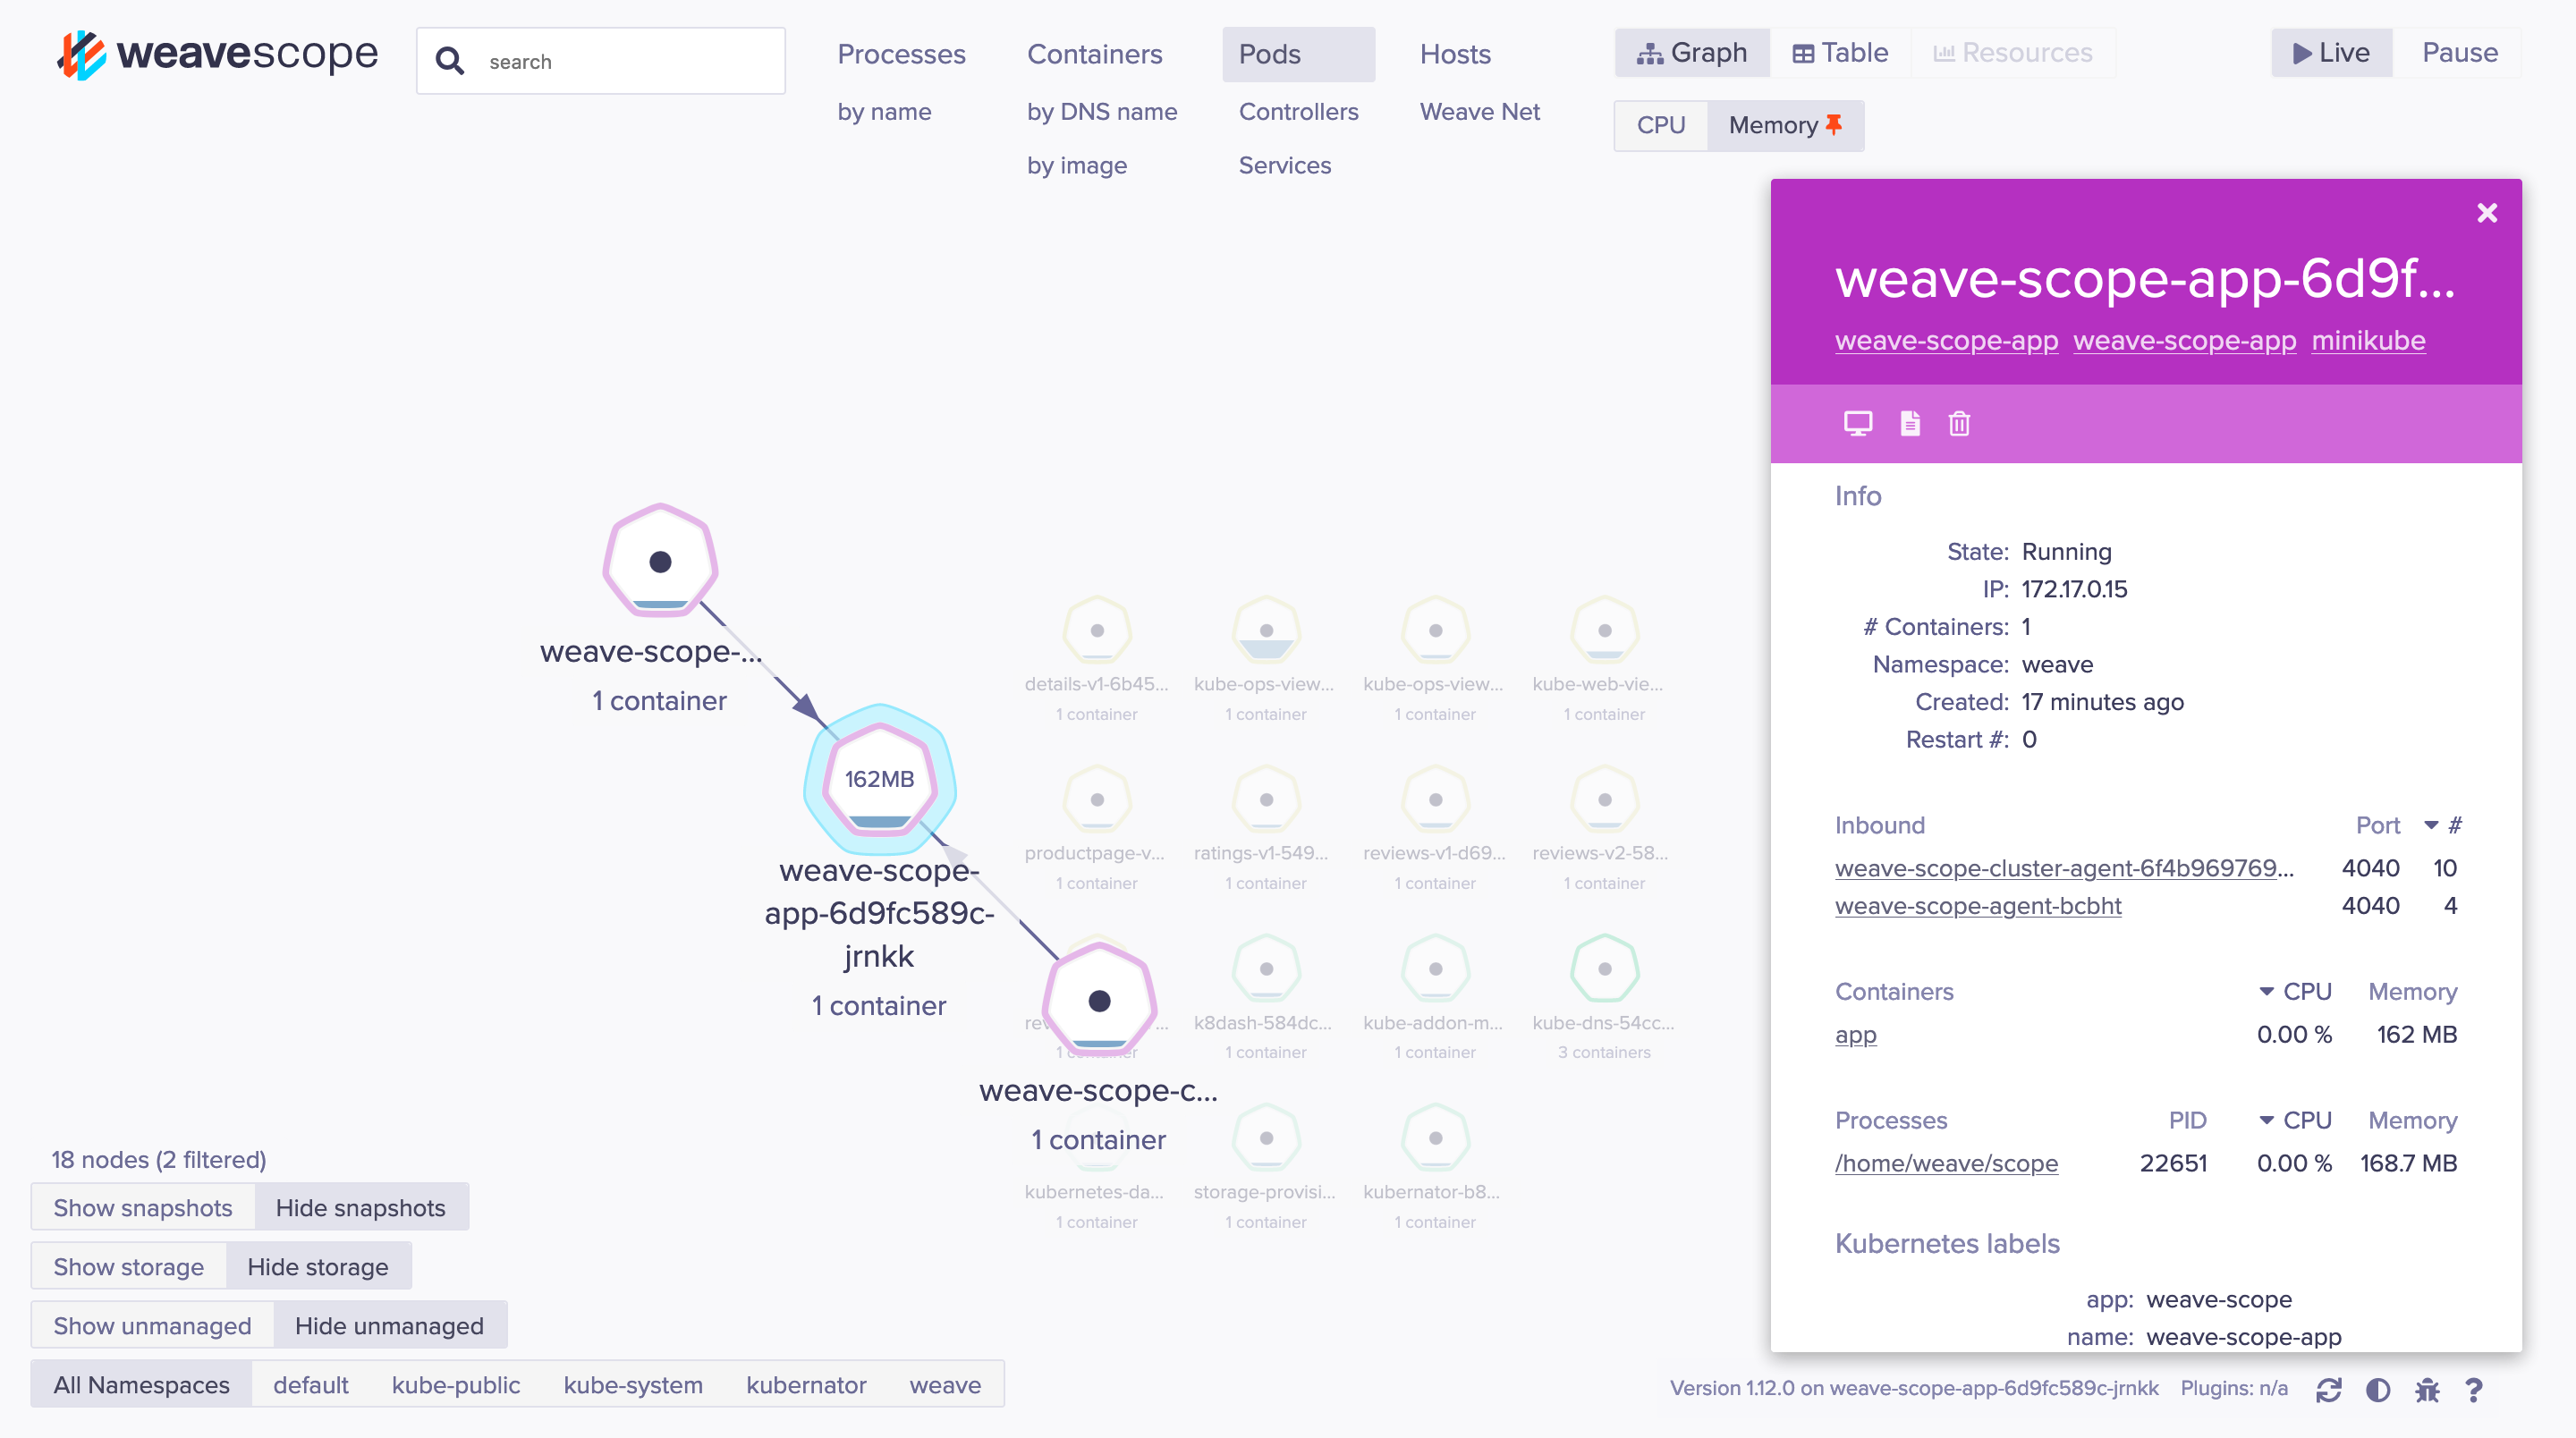 weavescope
search
Processes
by name
Containers
by DNS name
by image
Pods
Controllers
Services
Hosts
Weave Net
Graph Table Resources
CPU Memory
Live Pause
weave-scope-...
1 container
162MB
weave-scope-
app-6d9fc589c-
jrnkk
1 container
weave-scope-c...
1 container
details-v1-6b45... kube-ops-view... kube-ops-view... kube-web-vie...
1 container 1 container 1 container 1 container
productpage-v... ratings-v1-549... reviews-v1-d69... reviews-v2-58...
1 container 1 container 1 container 1 container
k8dash-584dc... kube-addon-m... kube-dns-54cc...
1 container 1 container 3 containers
kubernetes-da... storage-provisi... kubernator-b8...
1 container 1 container 1 container
18 nodes (2 filtered)
Show snapshots Hide snapshots
Show storage Hide storage
Show unmanaged Hide unmanaged
All Namespaces default kube-public kube-system kubernator weave
weave-scope-app-6d9f...
weave-scope-app weave-scope-app minikube
Info
State: Running
IP: 172.17.0.15
# Containers: 1
Namespace: weave
Created: 17 minutes ago
Restart #: 0
Inbound Port #
weave-scope-cluster-agent-6f4b969769... 4040 10
weave-scope-agent-bcbht 4040 4
Containers CPU Memory
app 0.00 % 162 MB
Processes PID CPU Memory
/home/weave/scope 22651 0.00 % 168.7 MB
Kubernetes labels
app: weave-scope
name: weave-scope-app
Version 1.12.0 on weave-scope-app-6d9fc589c-jrnkk Plugins: n/a ?